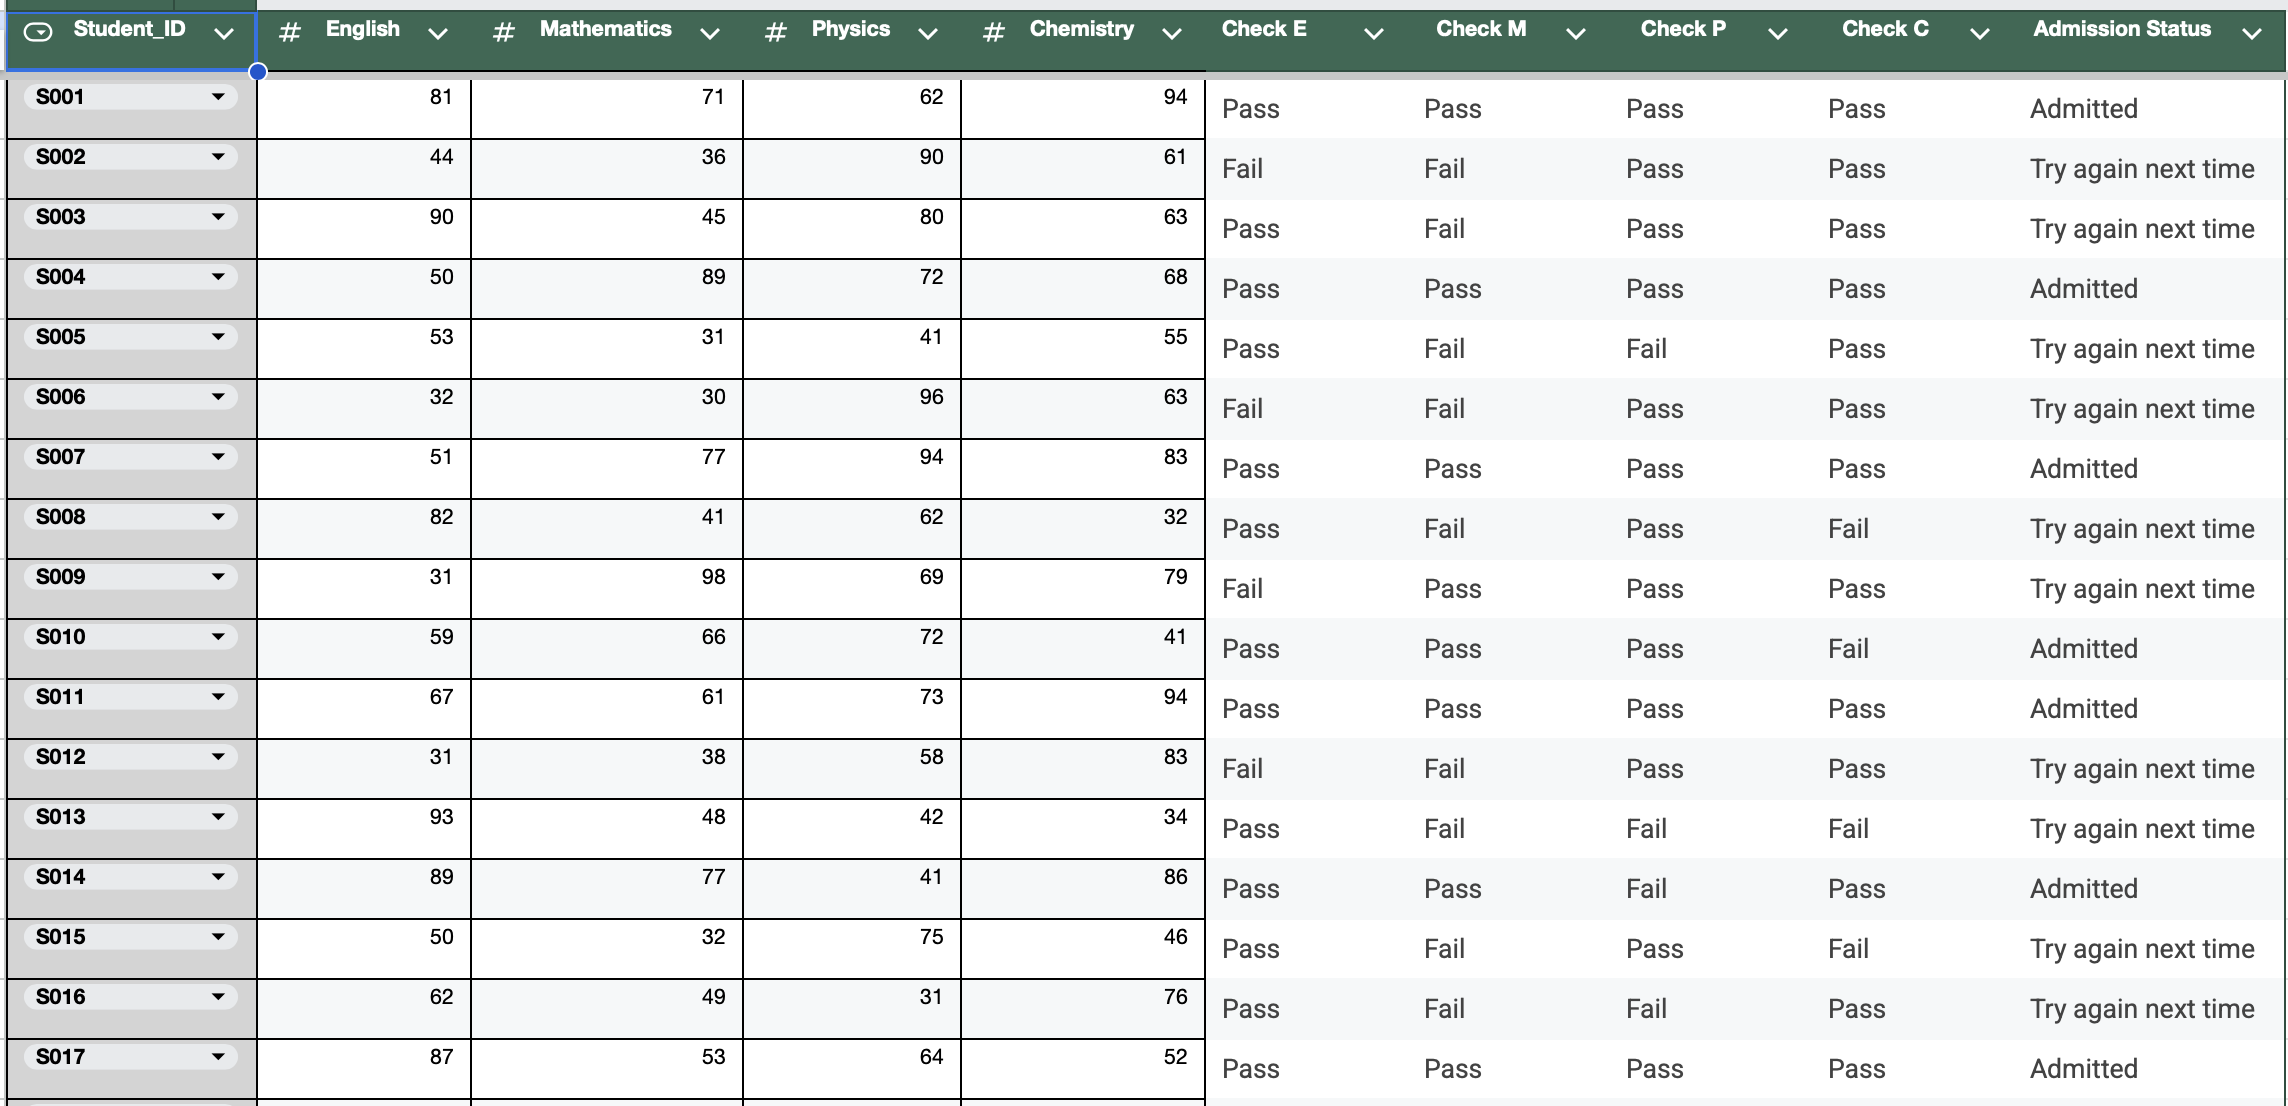 Student_ID # English # Mathematics # Physics # Chemistry Check E Check M Check P Check C Admission Status
S001 81 71 62 94 Pass Pass Pass Pass Admitted
S002 44 36 90 61 Fail Fail Pass Pass Try again next time
S003 90 45 80 63 Pass Fail Pass Pass Try again next time
S004 50 89 72 68 Pass Pass Pass Pass Admitted
S005 53 31 41 55 Pass Fail Fail Pass Try again next time
S006 32 30 96 63 Fail Fail Pass Pass Try again next time
S007 51 77 94 83 Pass Pass Pass Pass Admitted
S008 82 41 62 32 Pass Fail Pass Fail Try again next time
S009 31 98 69 79 Fail Pass Pass Pass Try again next time
S010 59 66 72 41 Pass Pass Pass Fail Admitted
S011 67 61 73 94 Pass Pass Pass Pass Admitted
S012 31 38 58 83 Fail Fail Pass Pass Try again next time
S013 93 48 42 34 Pass Fail Fail Fail Try again next time
S014 89 77 41 86 Pass Pass Fail Pass Admitted
S015 50 32 75 46 Pass Fail Pass Fail Try again next time
S016 62 49 31 76 Pass Fail Fail Pass Try again next time
S017 87 53 64 52 Pass Pass Pass Pass Admitted